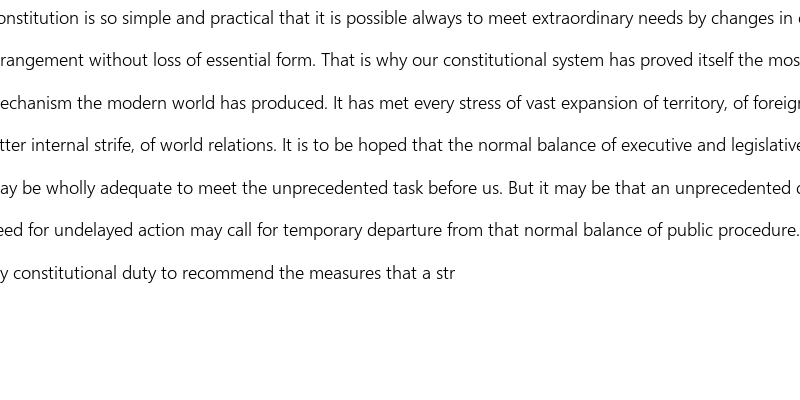 onstitution is so simple and practical that it is possible always to meet extraordinary needs by changes in
rangement without loss of essential form. That is why our constitutional system has proved itself the mos
echanism the modern world has produced. It has met every stress of vast expansion of territory, of foreig
tter internal strife, of world relations. It is to be hoped that the normal balance of executive and legislative
ay be wholly adequate to meet the unprecedented task before us. But it may be that an unprecedented
eed for undelayed action may call for temporary departure from that normal balance of public procedure.
y constitutional duty to recommend the measures that a str